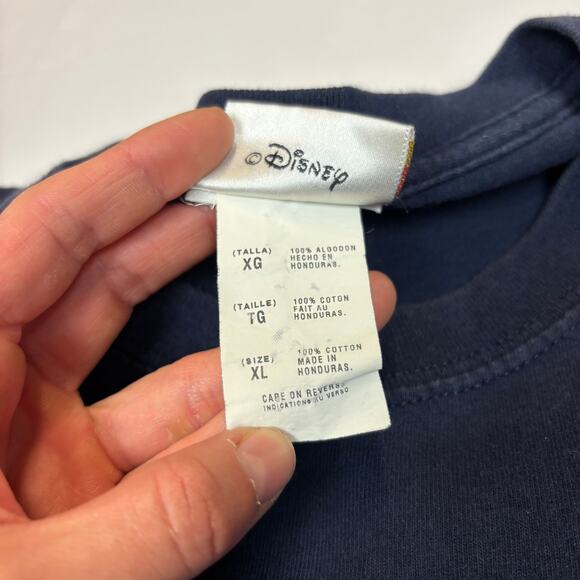 © Disney
(TALLA) 100% ALGODON
XG HECHO EN
HONDURAS.
(TAILLE) 100% COTON
TG FAIT AU
HONDURAS.
(SIZE) 100% COTTON
XL MADE IN
HONDURAS.
CARE ON REVERSE
INDICATIONS AU VERSO